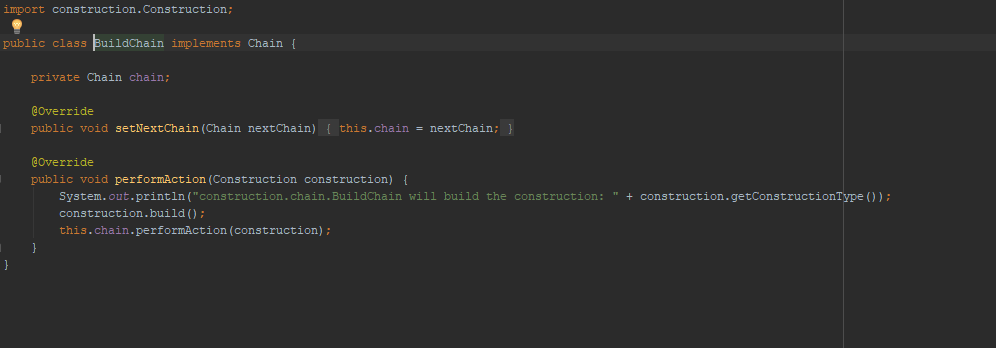 import construction.Construction;
public class BuildChain implements Chain {
private Chain chain;
@Override
public void setNextChain(Chain nextChain) { this.chain = nextChain; }
@Override
public void performAction(Construction construction) {
System.out.println("construction.chain.BuildChain will build the construction: " + construction.getConstructionType());
construction.build();
this.chain.performAction(construction);
}
}